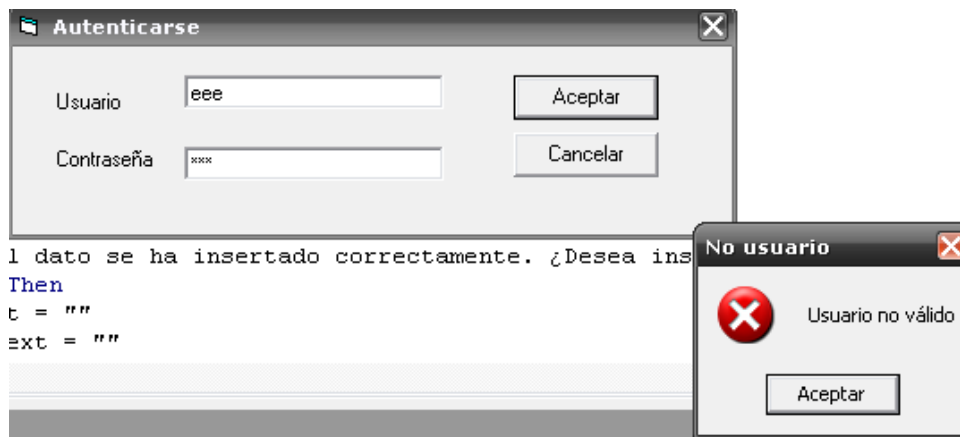 Autenticarse
Usuario
eee
Aceptar
Contraseña
xxx
Cancelar
l dato se ha insertado correctamente. ¿Desea ins
Then
t = ""
ext = ""
No usuario
Usuario no válido
Aceptar